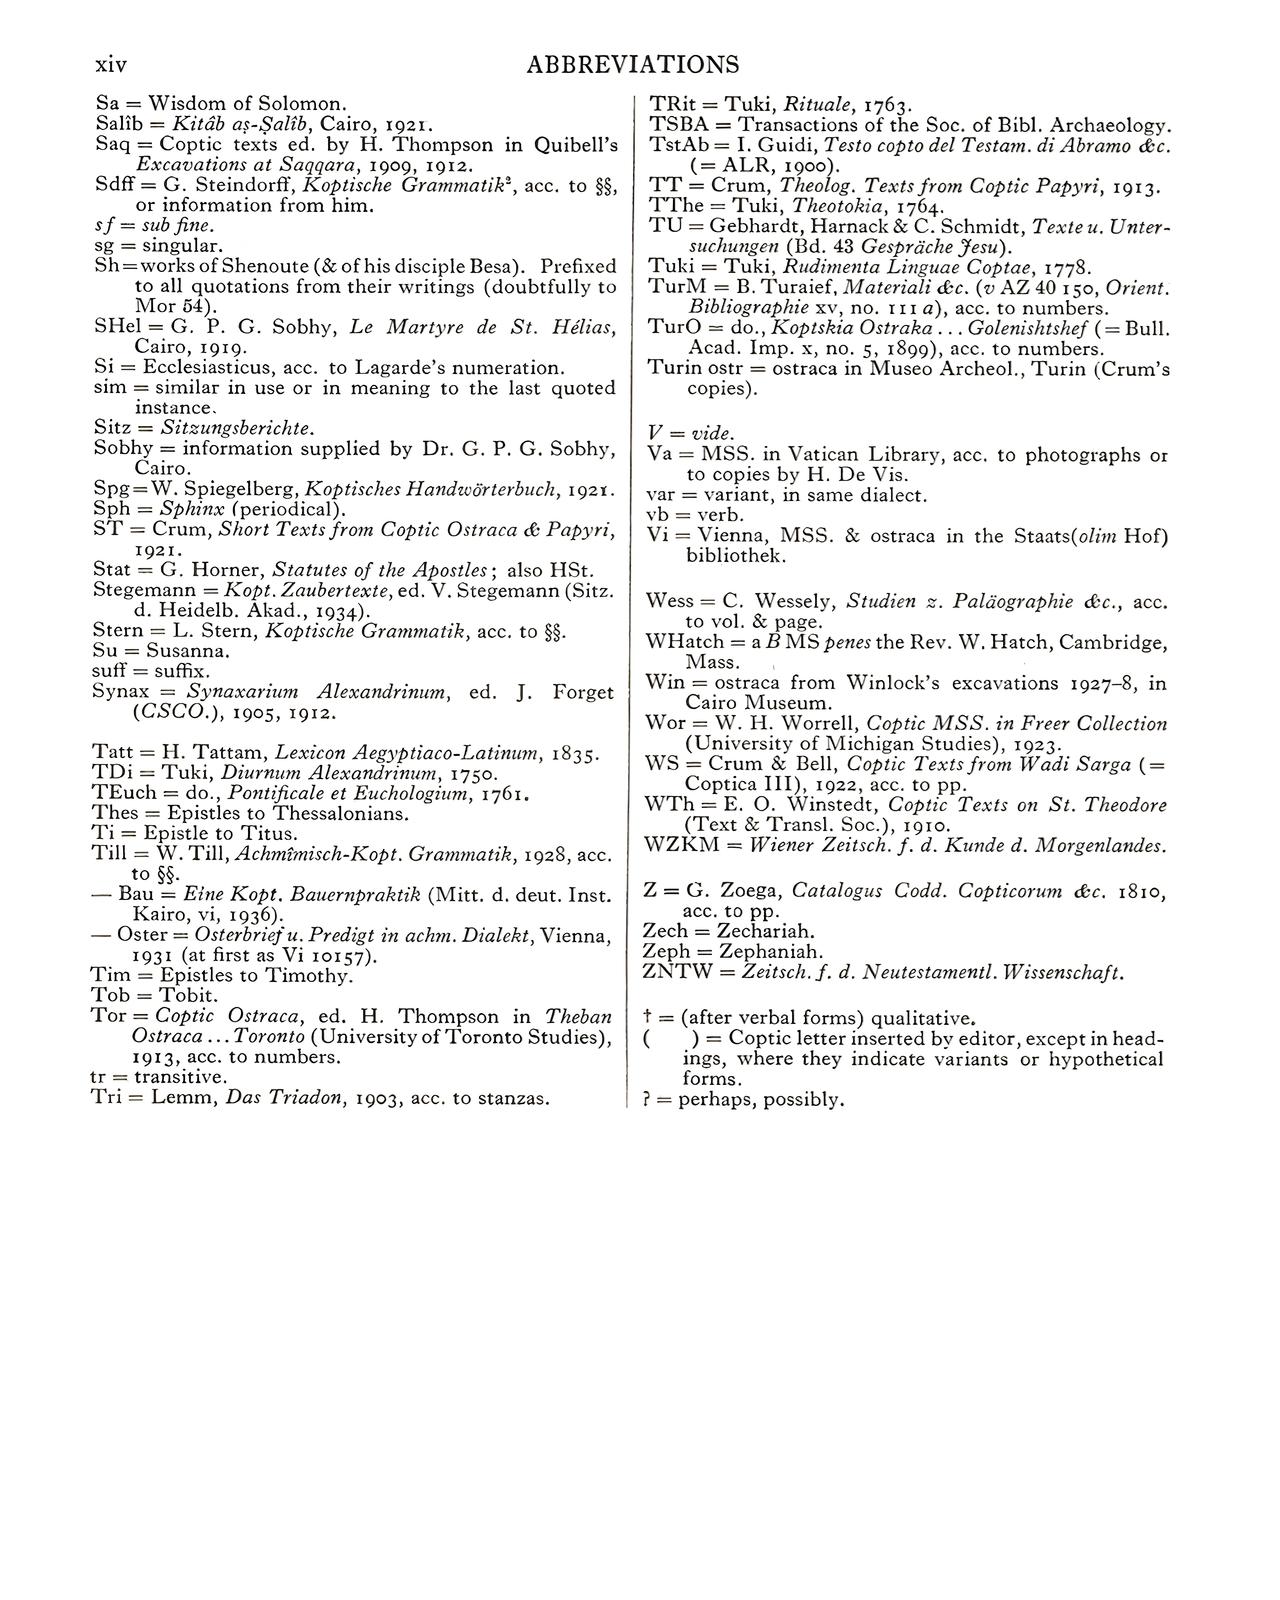 xiv
ABBREVIATIONS
Sa = Wisdom of Solomon.
Salîb = Kitâb aṣ-Ṣalîb, Cairo, 1921.
Saq = Coptic texts ed. by H. Thompson in Quibell's
Excavations at Saqqara, 1909, 1912.
Sdff = G. Steindorff, Koptische Grammatik², acc. to §§,
or information from him.
sf = sub fine.
sg = singular.
Sh=works of Shenoute (& of his disciple Besa). Prefixed
to all quotations from their writings (doubtfully to
Mor 54).
SHel = G. P. G. Sobhy, Le Martyre de St. Hélias,
Cairo, 1919.
Si = Ecclesiasticus, acc. to Lagarde's numeration.
sim = similar in use or in meaning to the last quoted
instance.
Sitz = Sitzungsberichte.
Sobhy = information supplied by Dr. G. P. G. Sobhy,
Cairo.
Spg=W. Spiegelberg, Koptisches Handwörterbuch, 1921.
Sph = Sphinx (periodical).
ST = Crum, Short Texts from Coptic Ostraca & Papyri,
1921.
Stat = G. Horner, Statutes of the Apostles; also HSt.
Stegemann = Kopt. Zaubertexte, ed. V. Stegemann (Sitz.
d. Heidelb. Akad., 1934).
Stern = L. Stern, Koptische Grammatik, acc. to §§.
Su = Susanna.
suff = suffix.
Synax = Synaxarium Alexandrinum, ed. J. Forget
(CSCO.), 1905, 1912.
Tatt = H. Tattam, Lexicon Aegyptiaco-Latinum, 1835.
TDi = Tuki, Diurnum Alexandrinum, 1750.
TEuch = do., Pontificale et Euchologium, 1761.
Thes = Epistles to Thessalonians.
Ti = Epistle to Titus.
Till = W. Till, Achmîmisch-Kopt. Grammatik, 1928, acc.
to §§.
— Bau = Eine Kopt. Bauernpraktik (Mitt. d. deut. Inst.
Kairo, vi, 1936).
— Oster = Osterbrief u. Predigt in achm. Dialekt, Vienna,
1931 (at first as Vi 10157).
Tim = Epistles to Timothy.
Tob = Tobit.
Tor = Coptic Ostraca, ed. H. Thompson in Theban
Ostraca ... Toronto (University of Toronto Studies),
1913, acc. to numbers.
tr = transitive.
Tri = Lemm, Das Triadon, 1903, acc. to stanzas.
TRit = Tuki, Rituale, 1763.
TSBA = Transactions of the Soc. of Bibl. Archaeology.
TstAb = I. Guidi, Testo copto del Testam. di Abramo &c.
(= ALR, 1900).
TT = Crum, Theolog. Texts from Coptic Papyri, 1913.
TThe = Tuki, Theotokia, 1764.
TU = Gebhardt, Harnack & C. Schmidt, Texte u. Unter-
suchungen (Bd. 43 Gespräche Jesu).
Tuki = Tuki, Rudimenta Linguae Coptae, 1778.
TurM = B. Turaief, Materiali &c. (v AZ 40 150, Orient.
Bibliographie xv, no. 111 a), acc. to numbers.
TurO = do., Koptskia Ostraka ... Golenishtshef (= Bull.
Acad. Imp. x, no. 5, 1899), acc. to numbers.
Turin ostr = ostraca in Museo Archeol., Turin (Crum's
copies).
V = vide.
Va = MSS. in Vatican Library, acc. to photographs or
to copies by H. De Vis.
var = variant, in same dialect.
vb = verb.
Vi = Vienna, MSS. & ostraca in the Staats(olim Hof)
bibliothek.
Wess = C. Wessely, Studien z. Paläographie &c., acc.
to vol. & page.
WHatch = a B MS penes the Rev. W. Hatch, Cambridge,
Mass.
Win = ostraca from Winlock's excavations 1927–8, in
Cairo Museum.
Wor = W. H. Worrell, Coptic MSS. in Freer Collection
(University of Michigan Studies), 1923.
WS = Crum & Bell, Coptic Texts from Wadi Sarga (=
Coptica III), 1922, acc. to pp.
WTh = E. O. Winstedt, Coptic Texts on St. Theodore
(Text & Transl. Soc.), 1910.
WZKM = Wiener Zeitsch. f. d. Kunde d. Morgenlandes.
Z = G. Zoega, Catalogus Codd. Copticorum &c. 1810,
acc. to pp.
Zech = Zechariah.
Zeph = Zephaniah.
ZNTW = Zeitsch. f. d. Neutestamentl. Wissenschaft.
† = (after verbal forms) qualitative.
( ) = Coptic letter inserted by editor, except in head-
ings, where they indicate variants or hypothetical
forms.
? = perhaps, possibly.